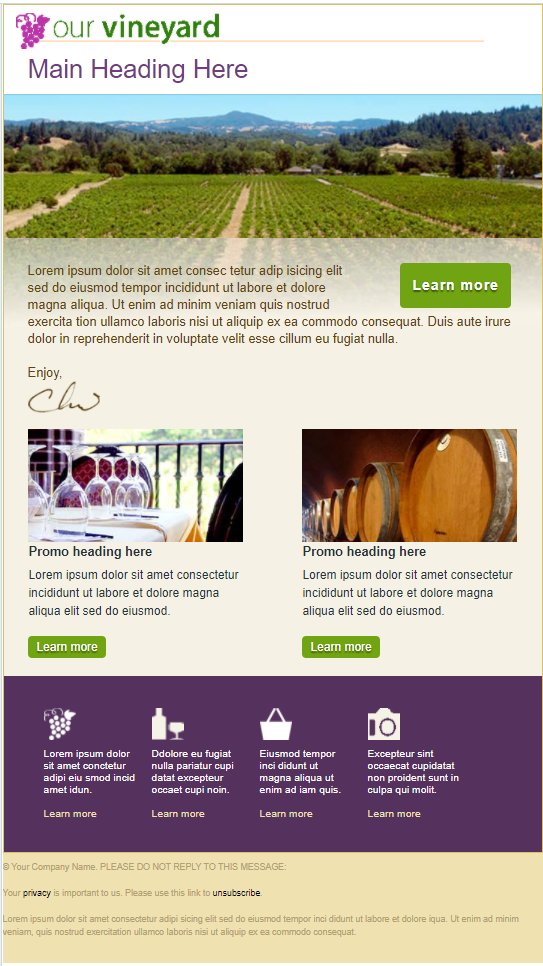 our vineyard
Main Heading Here
Lorem ipsum dolor sit amet consec tetur adip isicing elit
sed do eiusmod tempor incididunt ut labore et dolore
magna aliqua. Ut enim ad minim veniam quis nostrud
exercita tion ullamco laboris nisi ut aliquip ex ea commodo consequat. Duis aute irure
dolor in reprehenderit in voluptate velit esse cillum eu fugiat nulla.
Learn more
Enjoy,
Promo heading here
Lorem ipsum dolor sit amet consectetur
incididunt ut labore et dolore magna
aliqua elit sed do eiusmod.
Learn more
Promo heading here
Lorem ipsum dolor sit amet consectetur
incididunt ut labore et dolore magna
aliqua elit sed do eiusmod.
Learn more
Lorem ipsum dolor
sit amet conctetur
adipi eiu smod incid
amet idun.
Learn more
Ddolore eu fugiat
nulla pariatur cupi
datat excepteur
occaet cupi noin.
Learn more
Eiusmod tempor
inci didunt ut
magna aliqua ut
enim ad iam quis.
Learn more
Excepteur sint
occaecat cupidatat
non proident sunt in
culpa qui molit.
Learn more
© Your Company Name. PLEASE DO NOT REPLY TO THIS MESSAGE:
Your privacy is important to us. Please use this link to unsubscribe.
Lorem ipsum dolor sit amet consectetur adipi sicing elit sed do eiusmod tempor inci didunt ut labore et dolore iqua. Ut enim ad minim
veniam, quis nostrud exercitation ullamco laboris nisi ut aliquip ex ea commodo consequat.